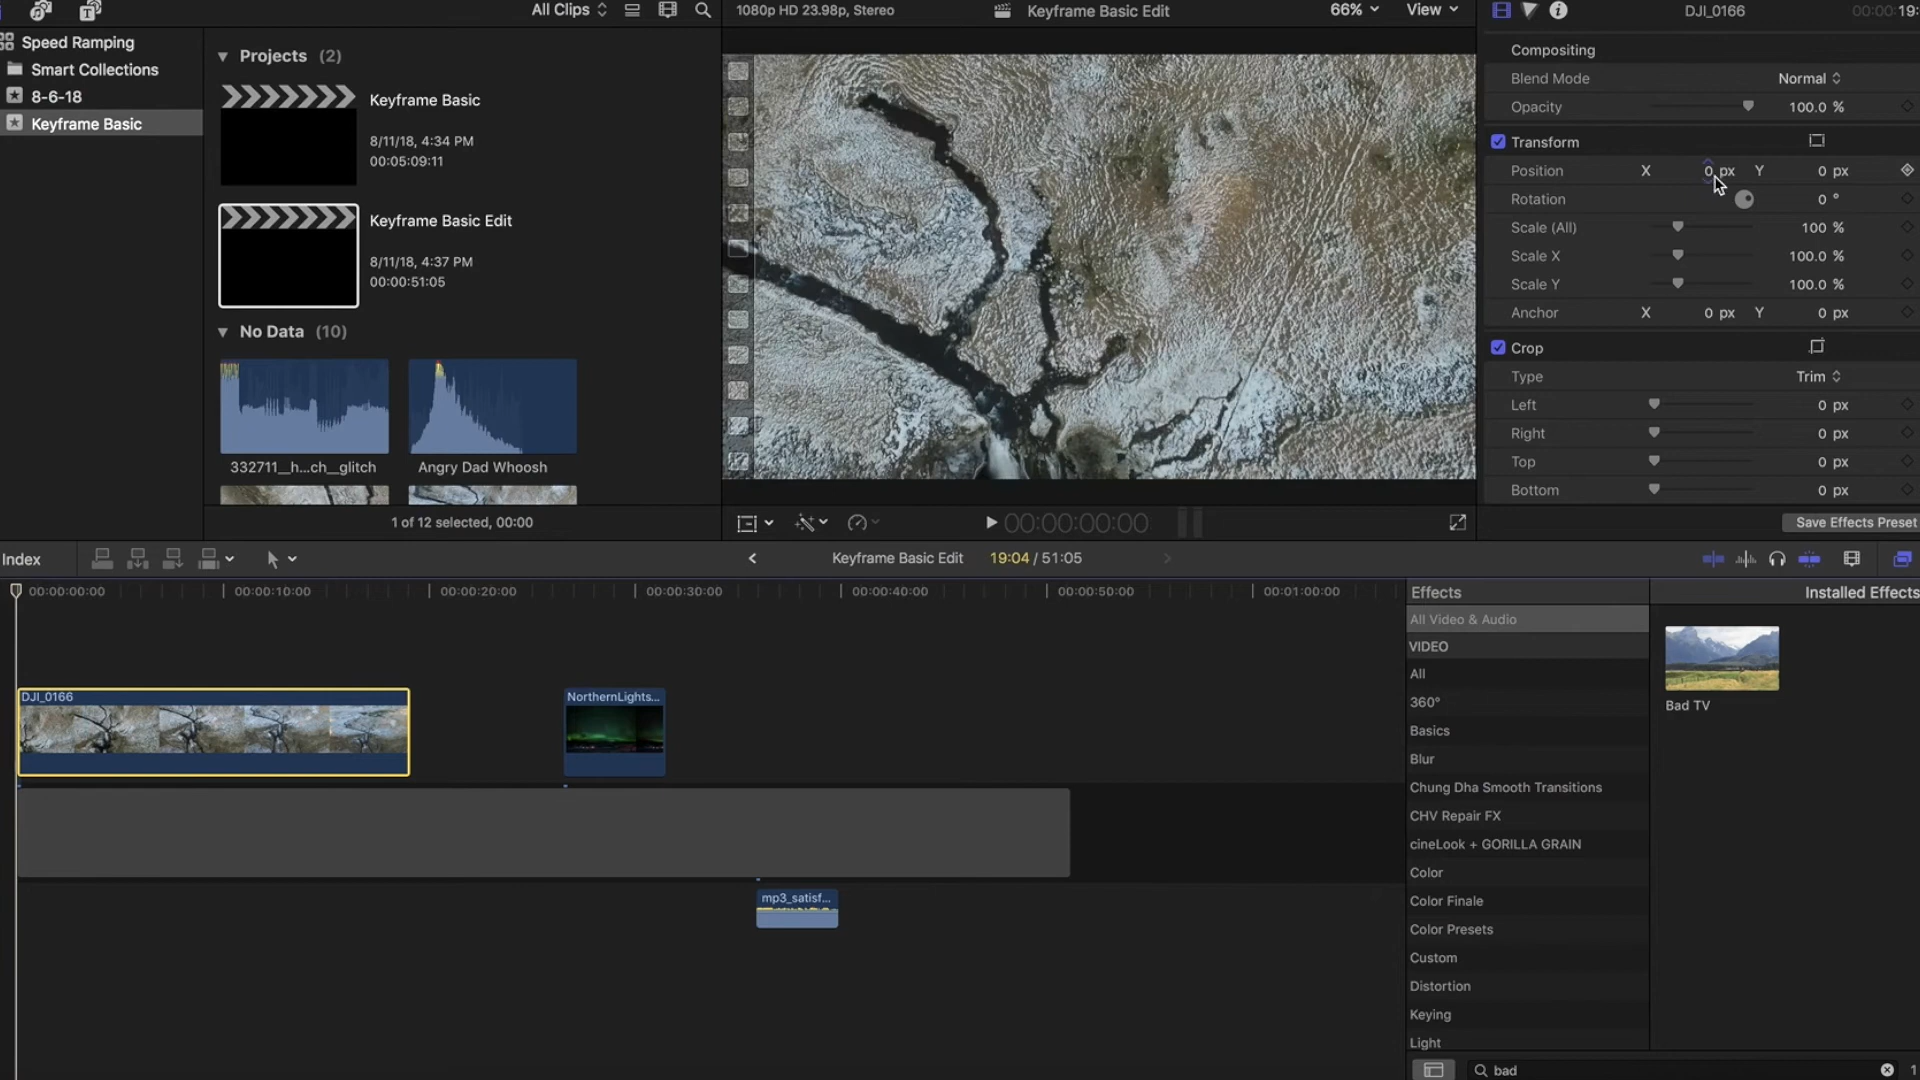 All Clips
1080p HD 23.98p, Stereo
Keyframe Basic Edit
66%
View
DJI_0166
Speed Ramping
Smart Collections
8-6-18
Keyframe Basic
Projects (2)
Keyframe Basic
8/11/18, 4:34 PM
00:05:09:11
Keyframe Basic Edit
8/11/18, 4:37 PM
00:00:51:05
No Data (10)
332711__h...ch__glitch
Angry Dad Whoosh
1 of 12 selected, 00:00
00:00:00:00
Compositing
Blend Mode Normal
Opacity 100.0 %
Transform
Position X 0 px Y 0 px
Rotation 0 °
Scale (All) 100 %
Scale X 100.0 %
Scale Y 100.0 %
Anchor X 0 px Y 0 px
Crop
Type Trim
Left 0 px
Right 0 px
Top 0 px
Bottom 0 px
Save Effects Preset
Index
Keyframe Basic Edit
19:04 / 51:05
00:00:00:00 00:00:10:00 00:00:20:00 00:00:30:00 00:00:40:00 00:00:50:00 00:01:00:00
DJI_0166
NorthernLights...
mp3_satisf...
Effects
Installed Effects
All Video & Audio
VIDEO
All
360°
Basics
Blur
Chung Dha Smooth Transitions
CHV Repair FX
cineLook + GORILLA GRAIN
Color
Color Finale
Color Presets
Custom
Distortion
Keying
Light
Bad TV
bad